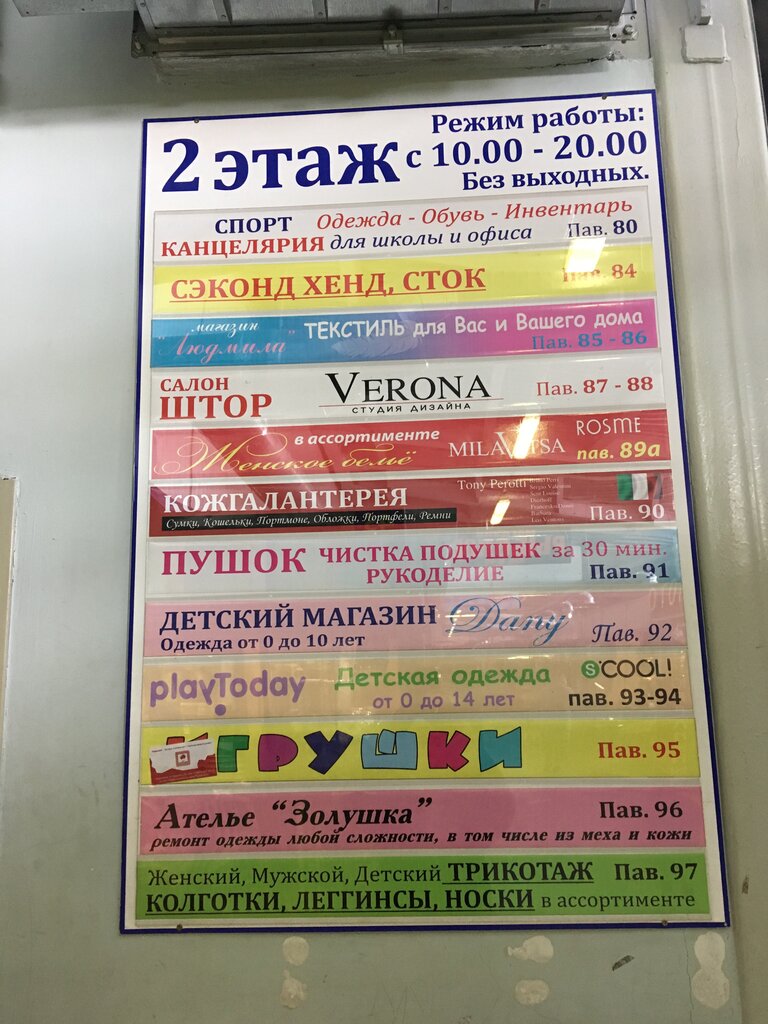 Режим работы:
2 этаж с 10.00 - 20.00
Без выходных.
СПОРТ Одежда - Обувь - Инвентарь
КАНЦЕЛЯРИЯ для школы и офиса Пав. 80
СЭКОНД ХЕНД, СТОК Пав. 84
магазин ТЕКСТИЛЬ для Вас и Вашего дома
"Людмила" Пав. 85 - 86
САЛОН VERONA Пав. 87 - 88
ШТОР СТУДИЯ ДИЗАЙНА
в ассортименте ROSME
Женское бельё MILAVITSA пав. 89а
КОЖГАЛАНТЕРЕЯ Tony Perotti
Сумки, Кошельки, Портмоне, Обложки, Портфели, Ремни Пав. 90
ПУШОК ЧИСТКА ПОДУШЕК за 30 мин.
РУКОДЕЛИЕ Пав. 91
ДЕТСКИЙ МАГАЗИН Dany
Одежда от 0 до 10 лет Пав. 92
playToday Детская одежда S'COOL!
от 0 до 14 лет пав. 93-94
ИГРУШКИ Пав. 95
Ателье "Золушка" Пав. 96
ремонт одежды любой сложности, в том числе из меха и кожи
Женский, Мужской, Детский ТРИКОТАЖ Пав. 97
КОЛГОТКИ, ЛЕГГИНСЫ, НОСКИ в ассортименте